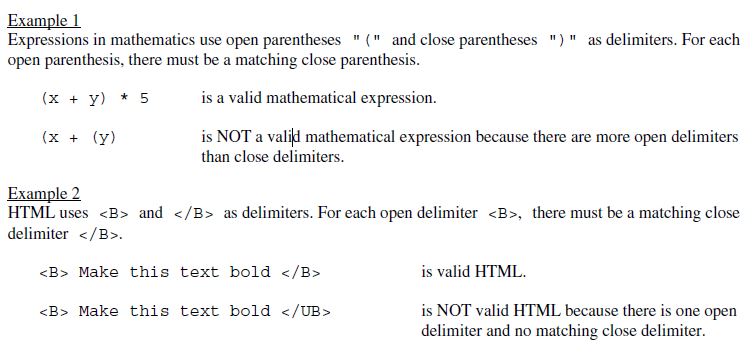 Example 1
Expressions in mathematics use open parentheses "(" and close parentheses ")" as delimiters. For each
open parenthesis, there must be a matching close parenthesis.
(x + y) * 5 is a valid mathematical expression.
(x + (y) is NOT a valid mathematical expression because there are more open delimiters
than close delimiters.
Example 2
HTML uses <B> and </B> as delimiters. For each open delimiter <B>, there must be a matching close
delimiter </B>.
<B> Make this text bold </B> is valid HTML.
<B> Make this text bold </UB> is NOT valid HTML because there is one open
delimiter and no matching close delimiter.